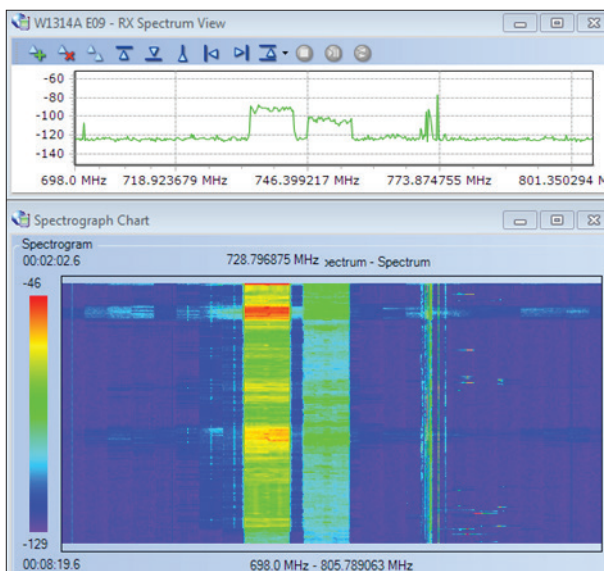 W1314A E09 - RX Spectrum View
-60
-80
-100
-120
-140
698.0 MHz 718.923679 MHz 746.399217 MHz 773.874755 MHz 801.350294 M
Spectrograph Chart
Spectrogram
00:02:02.6 728.796875 MHz pectrum - Spectrum
-46
-129
00:08:19.6 698.0 MHz - 805.789063 MHz